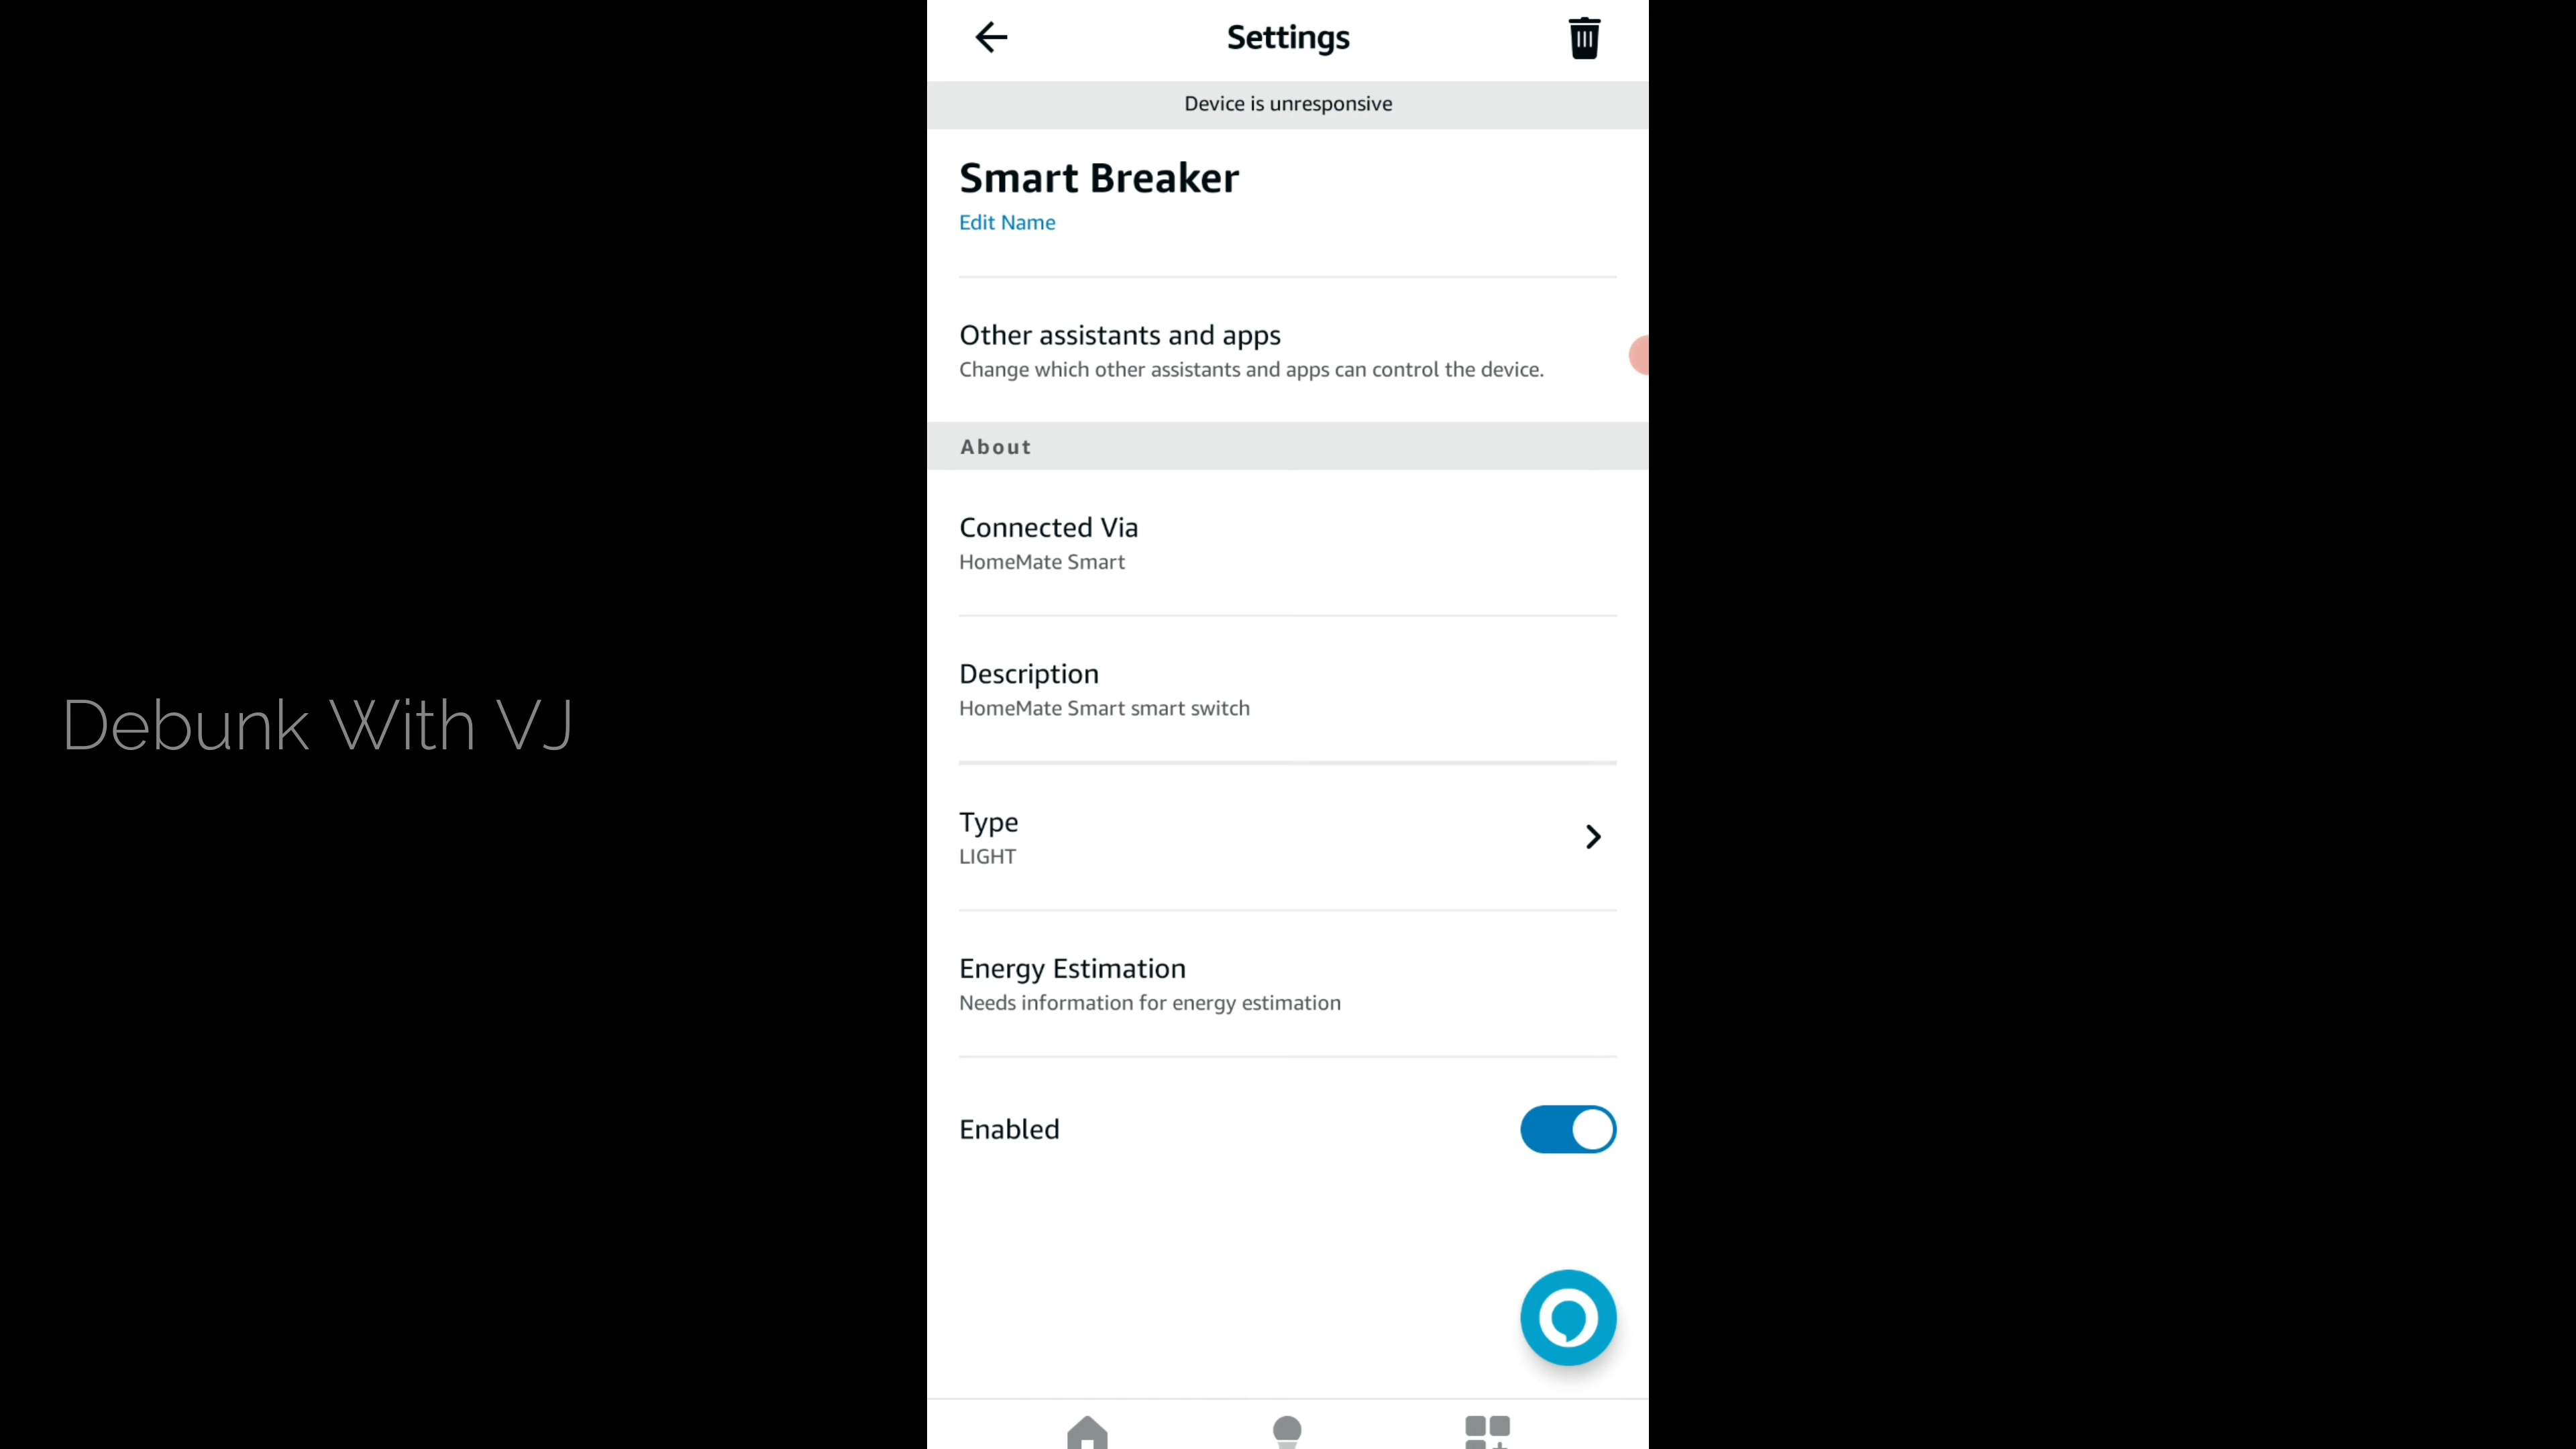 Settings
Device is unresponsive
Smart Breaker
Edit Name
Other assistants and apps
Change which other assistants and apps can control the device.
About
Connected Via
HomeMate Smart
Description
HomeMate Smart smart switch
Type
LIGHT
Energy Estimation
Needs information for energy estimation
Enabled
Debunk With VJ